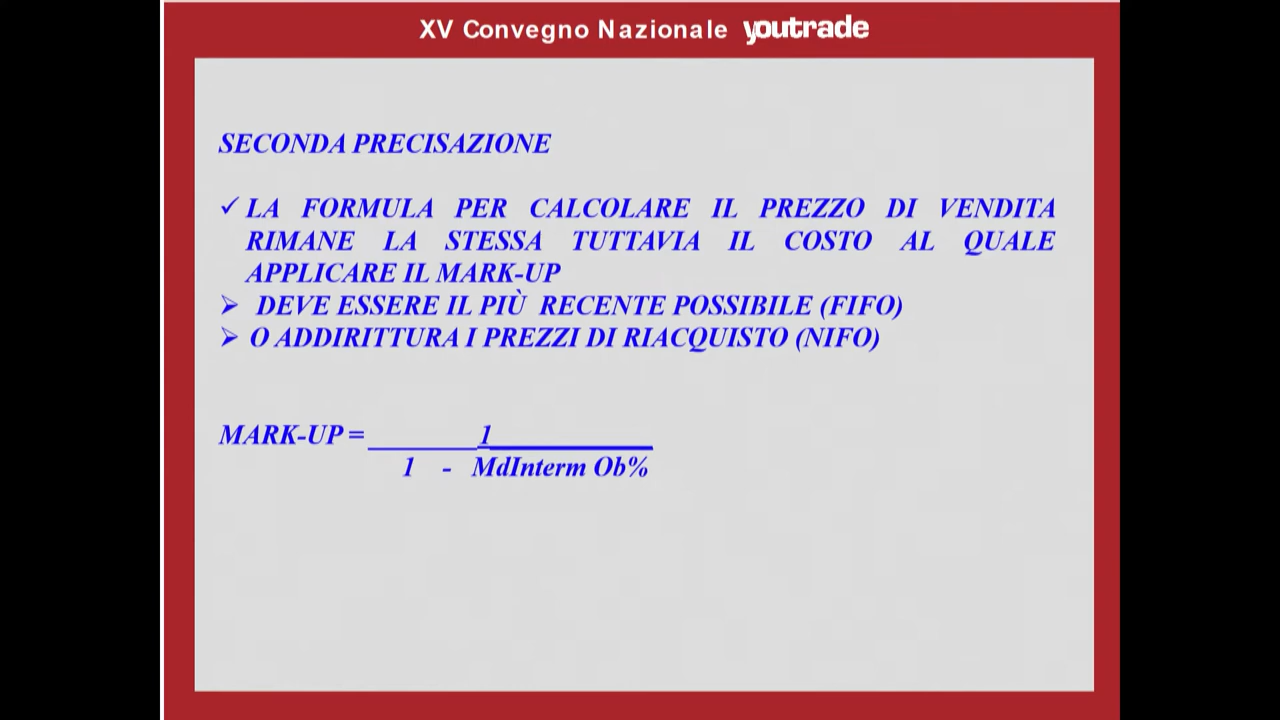 XV Convegno Nazionale youtrade
SECONDA PRECISAZIONE
✓ LA FORMULA PER CALCOLARE IL PREZZO DI VENDITA
RIMANE LA STESSA TUTTAVIA IL COSTO AL QUALE
APPLICARE IL MARK-UP
➢ DEVE ESSERE IL PIÙ RECENTE POSSIBILE (FIFO)
➢ O ADDIRITTURA I PREZZI DI RIACQUISTO (NIFO)
MARK-UP = 1
1 - MdInterm Ob%